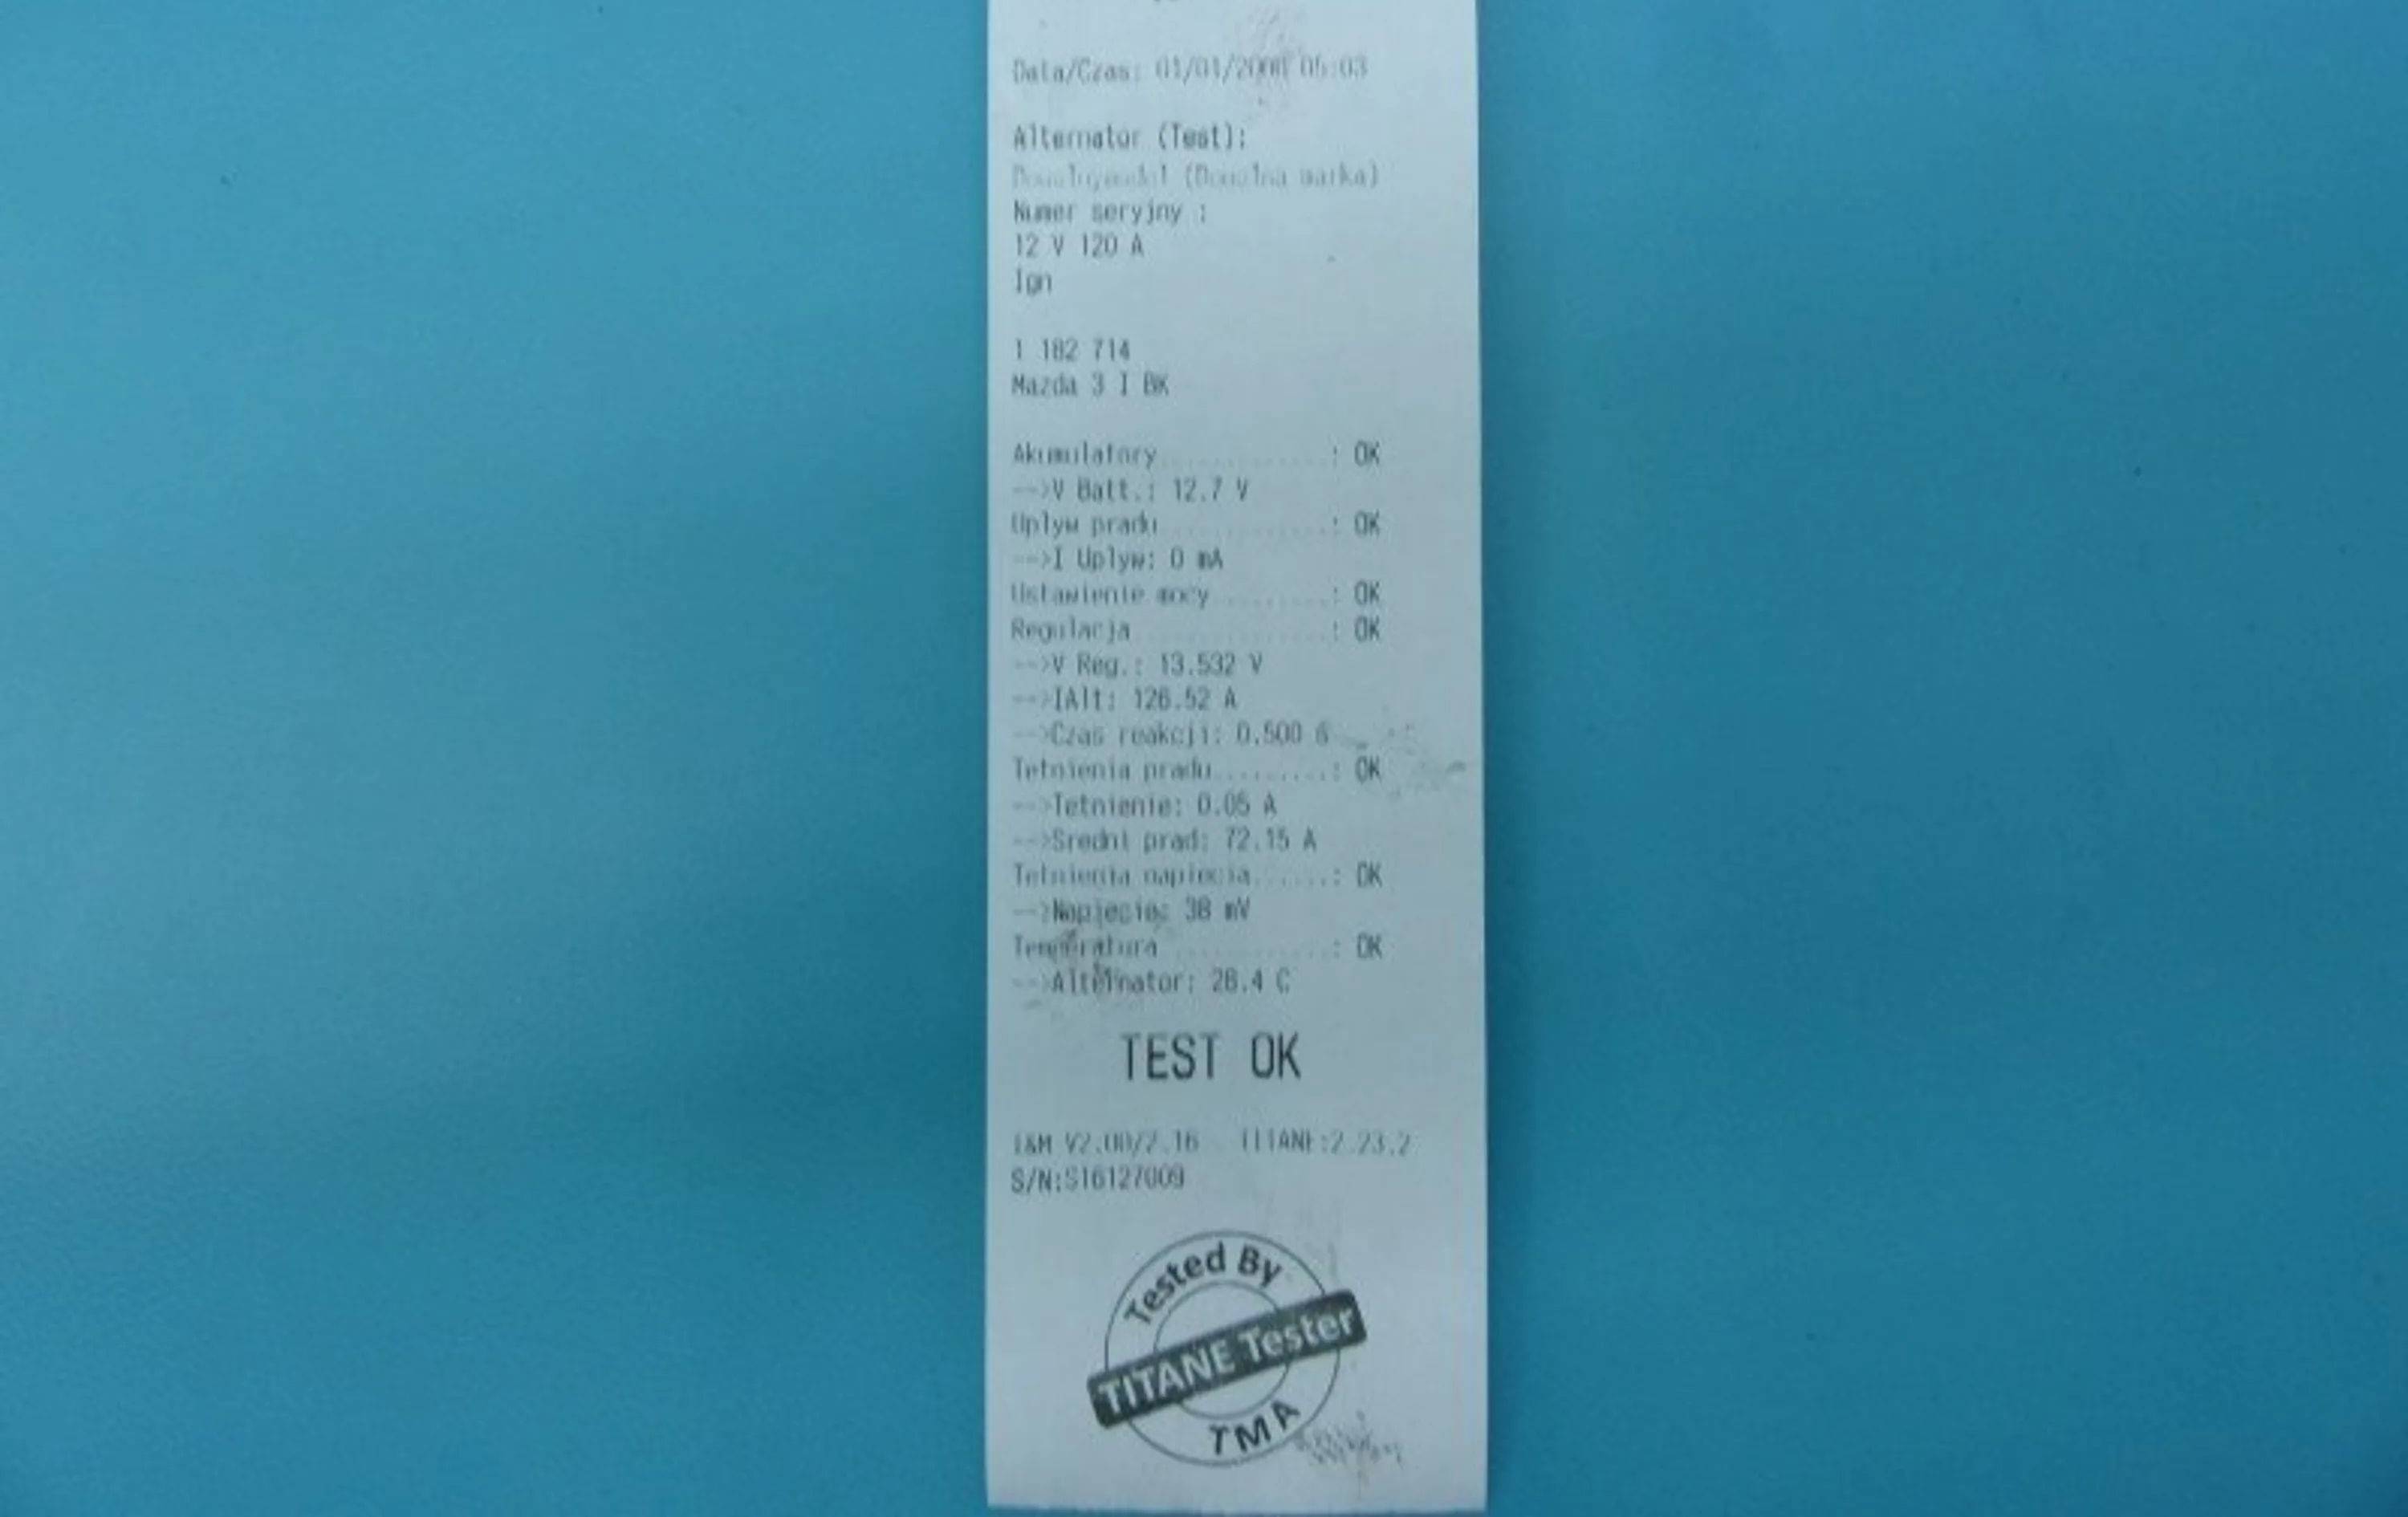 Data/Czas: 01/01/2000 05:03
Alternator (Test):
(Dowolna marka)
Numer seryjny :
12 V 120 A
Ign
1 182 714
Mazda 3 I BK
Akumulatory..............: OK
-->V Batt.: 12.7 V
Uplyw pradu..............: OK
-->I Uplyw: 0 mA
Ustawienie mocy..........: OK
Regulacja................: OK
-->V Reg.: 13.532 V
-->IAlt: 126.52 A
-->Czas reakcji: 0.500 s
Tetnienia pradu..........: OK
-->Tetnienie: 0.05 A
-->Sredni prad: 72.15 A
Tetnienia napiecia.......: OK
-->Napiecie: 38 mV
Temperatura..............: OK
-->Alternator: 28.4 C
TEST OK
I&M V2.00/2.16 TITANE:2.23.2
S/N:S16127009
Tested By
TITANE Tester
TMA